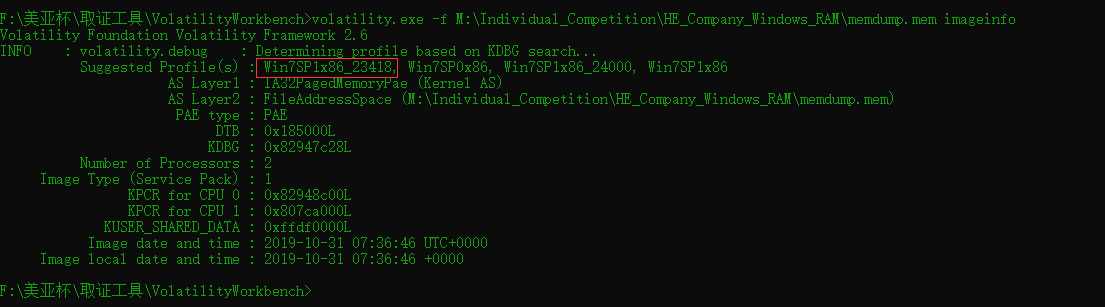 F:\美亚杯\取证工具\VolatilityWorkbench>volatility.exe -f M:\Individual_Competition\HE_Company_Windows_RAM\memdump.mem imageinfo
Volatility Foundation Volatility Framework 2.6
INFO    : volatility.debug    : Determining profile based on KDBG search...
Suggested Profile(s) : Win7SP1x86_23418, Win7SP0x86, Win7SP1x86_24000, Win7SP1x86
AS Layer1 : IA32PagedMemoryPae (Kernel AS)
AS Layer2 : FileAddressSpace (M:\Individual_Competition\HE_Company_Windows_RAM\memdump.mem)
PAE type : PAE
DTB : 0x185000L
KDBG : 0x82947c28L
Number of Processors : 2
Image Type (Service Pack) : 1
KPCR for CPU 0 : 0x82948c00L
KPCR for CPU 1 : 0x807ca000L
KUSER_SHARED_DATA : 0xffdf0000L
Image date and time : 2019-10-31 07:36:46 UTC+0000
Image local date and time : 2019-10-31 07:36:46 +0000
F:\美亚杯\取证工具\VolatilityWorkbench>